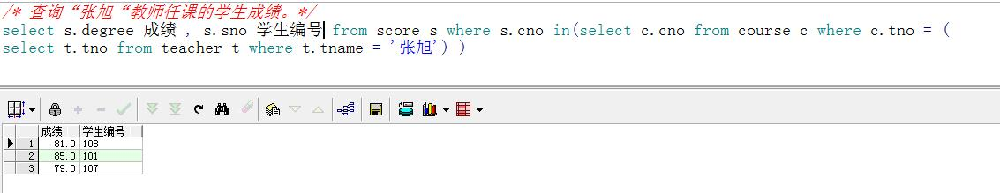 /* 查询“张旭“教师任课的学生成绩。*/
select s.degree 成绩 , s.sno 学生编号 from score s where s.cno in(select c.cno from course c where c.tno = (
select t.tno from teacher t where t.tname = '张旭') )
成绩 学生编号
1 81.0 108
2 85.0 101
3 79.0 107